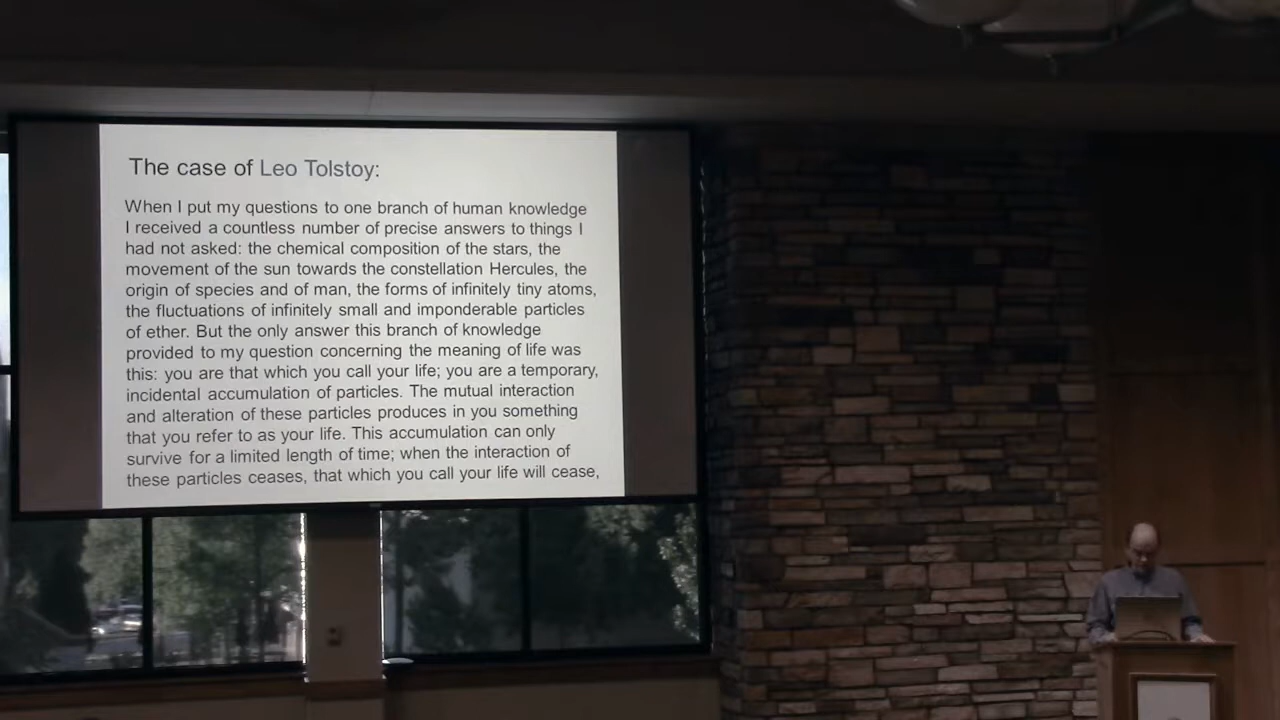 The case of Leo Tolstoy:
When I put my questions to one branch of human knowledge
I received a countless number of precise answers to things I
had not asked: the chemical composition of the stars, the
movement of the sun towards the constellation Hercules, the
origin of species and of man, the forms of infinitely tiny atoms,
the fluctuations of infinitely small and imponderable particles
of ether. But the only answer this branch of knowledge
provided to my question concerning the meaning of life was
this: you are that which you call your life; you are a temporary,
incidental accumulation of particles. The mutual interaction
and alteration of these particles produces in you something
that you refer to as your life. This accumulation can only
survive for a limited length of time; when the interaction of
these particles ceases, that which you call your life will cease,